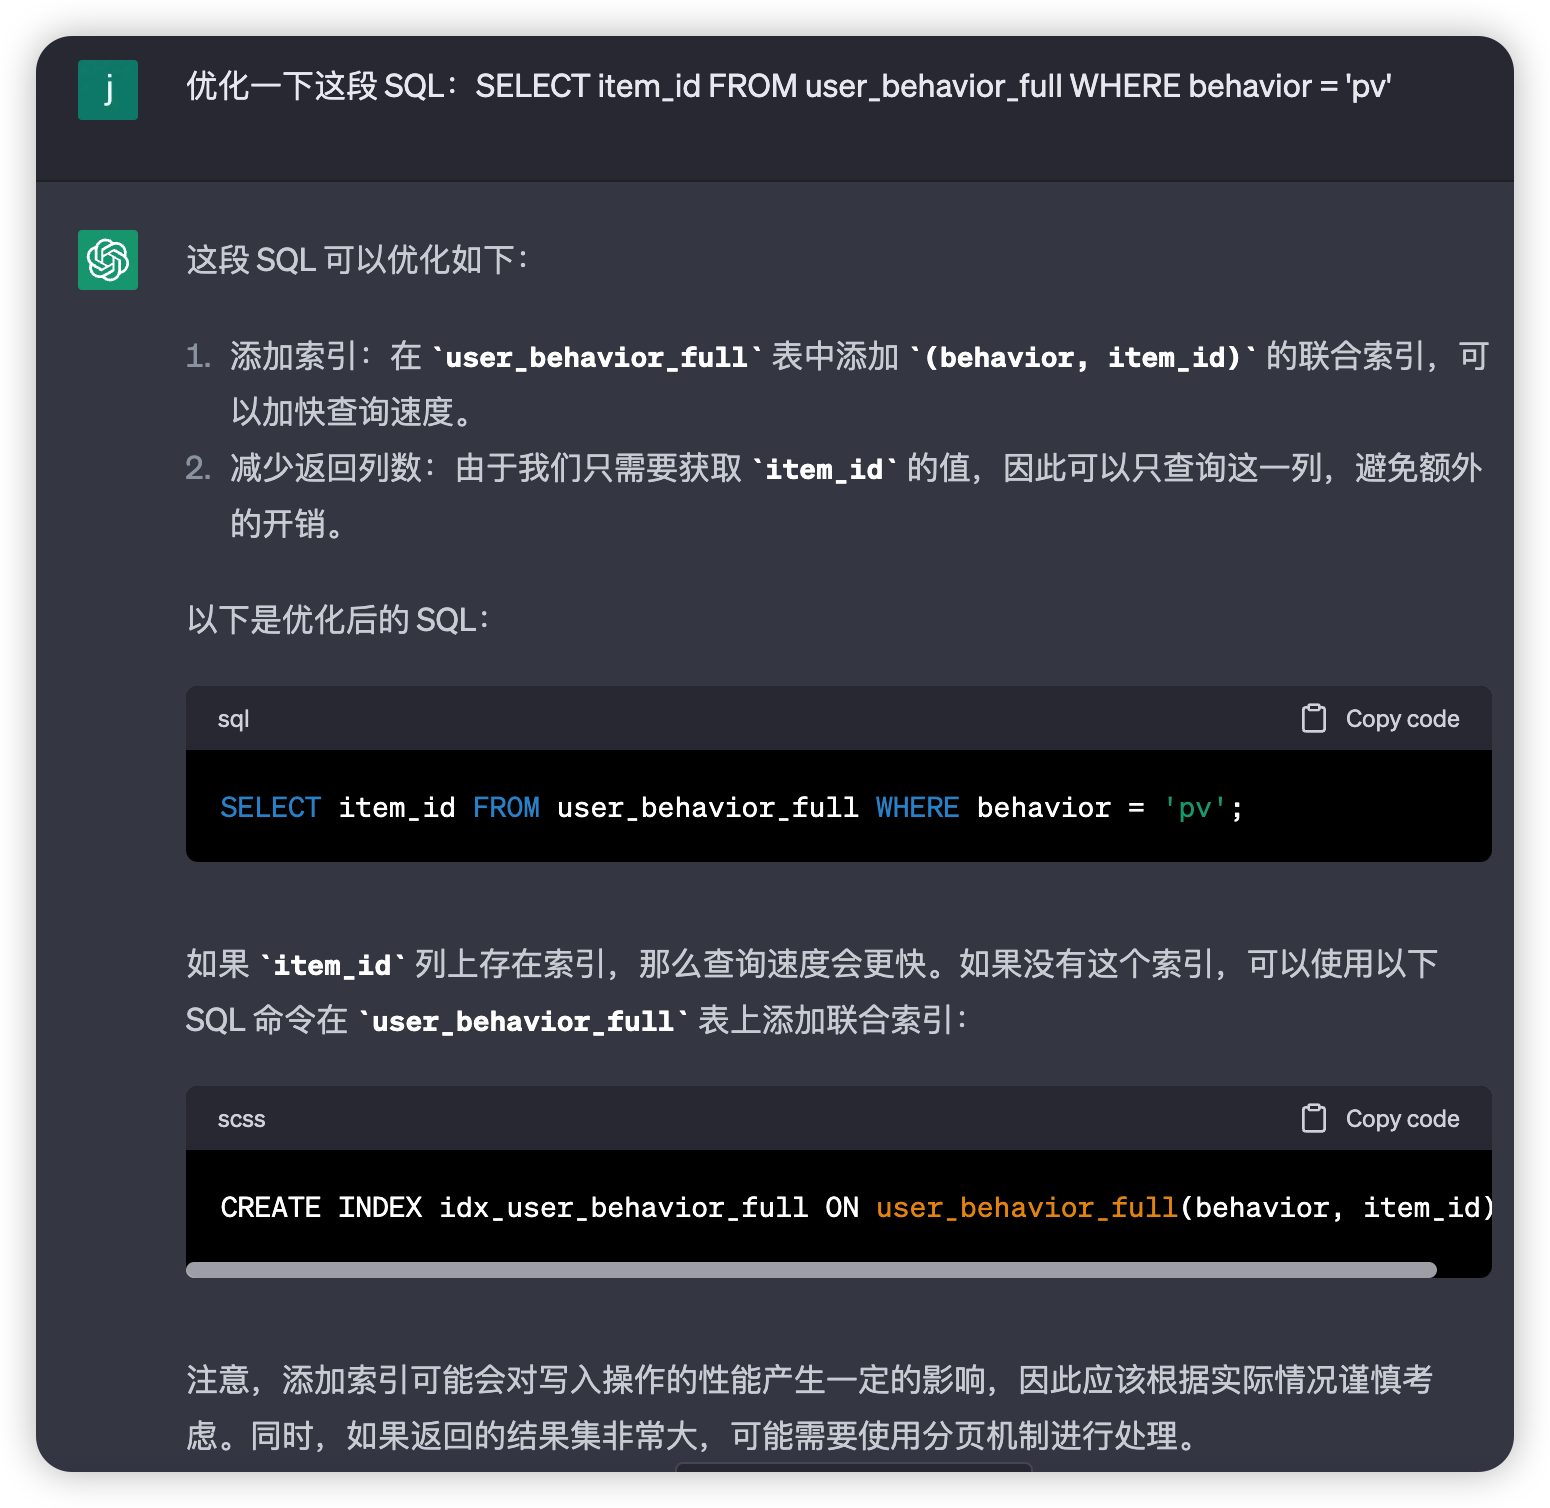 j
优化一下这段 SQL：SELECT item_id FROM user_behavior_full WHERE behavior = 'pv'
这段 SQL 可以优化如下：
1. 添加索引：在 `user_behavior_full` 表中添加 `(behavior, item_id)` 的联合索引，可
以加快查询速度。
2. 减少返回列数：由于我们只需要获取 `item_id` 的值，因此可以只查询这一列，避免额外
的开销。
以下是优化后的 SQL：
sql Copy code
SELECT item_id FROM user_behavior_full WHERE behavior = 'pv';
如果 `item_id` 列上存在索引，那么查询速度会更快。如果没有这个索引，可以使用以下
SQL 命令在 `user_behavior_full` 表上添加联合索引：
scss Copy code
CREATE INDEX idx_user_behavior_full ON user_behavior_full(behavior, item_id)
注意，添加索引可能会对写入操作的性能产生一定的影响，因此应该根据实际情况谨慎考
虑。同时，如果返回的结果集非常大，可能需要使用分页机制进行处理。